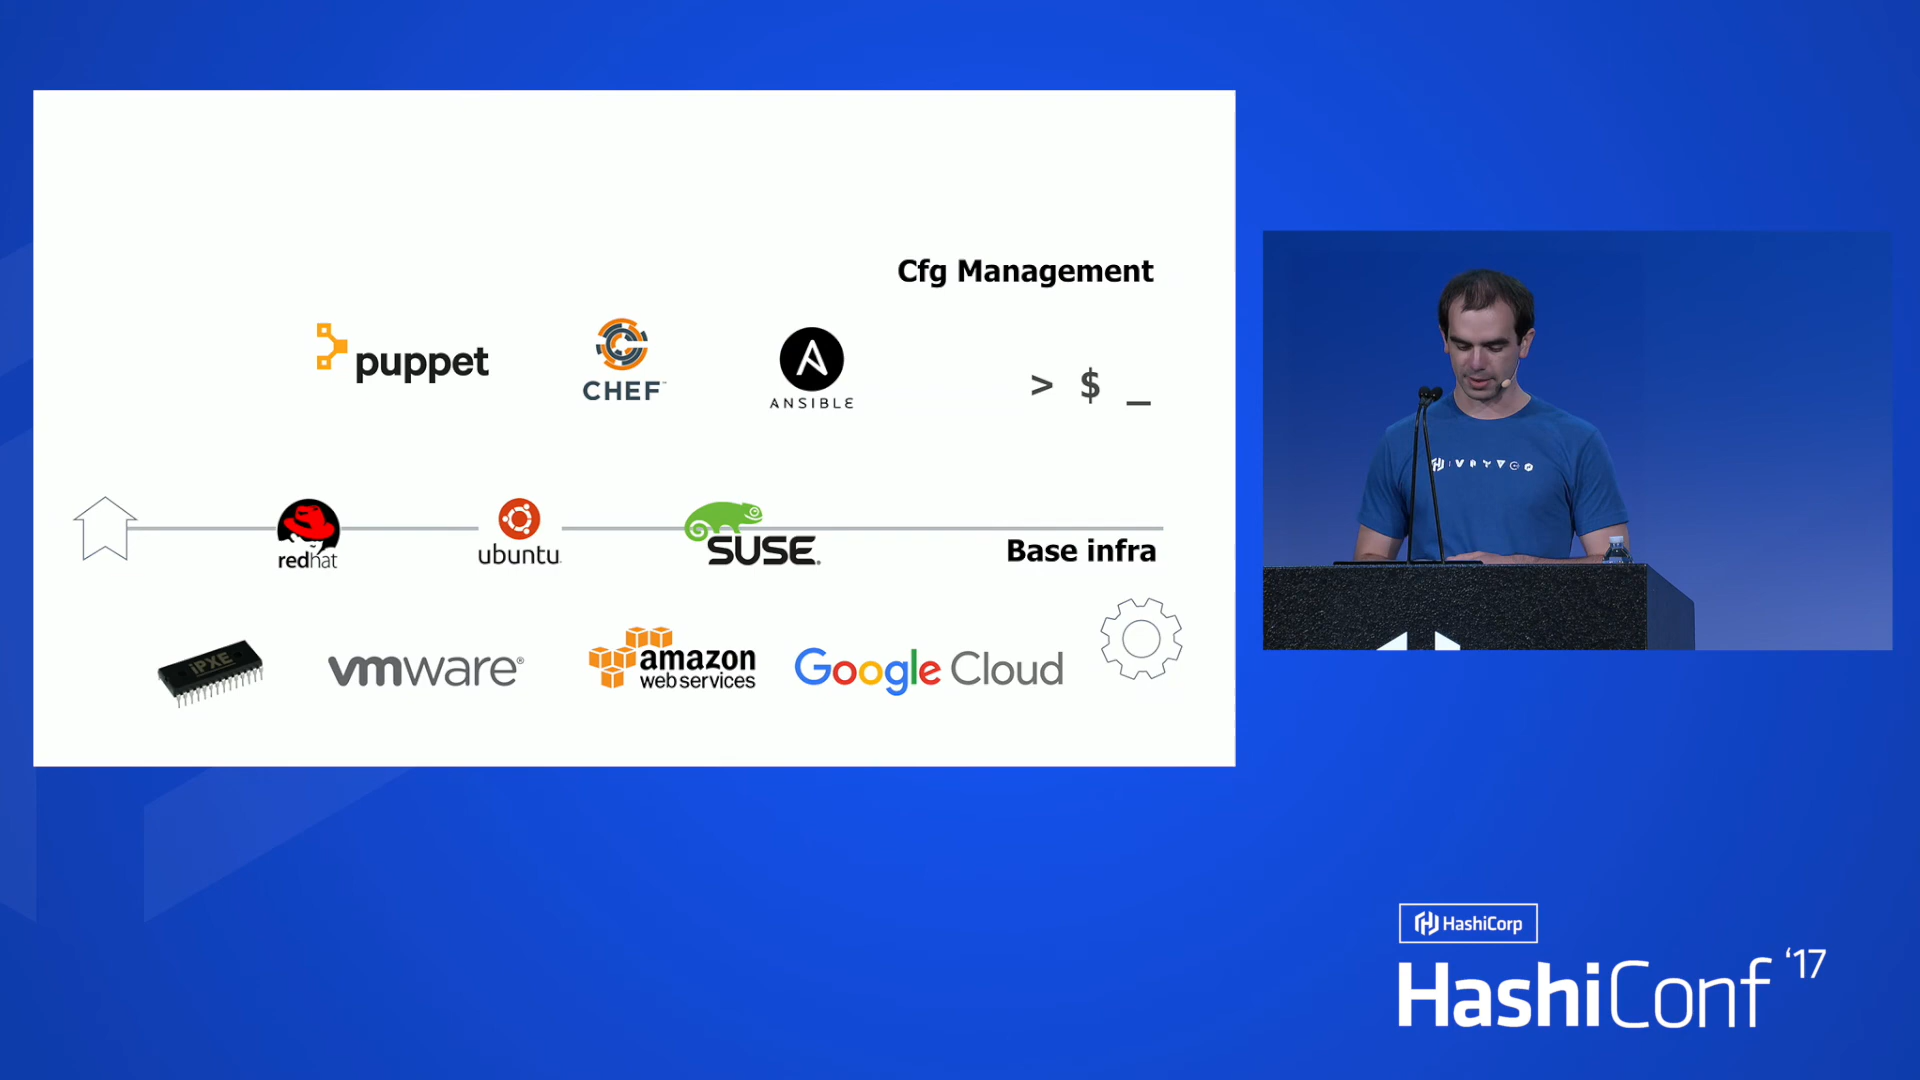 Cfg Management
puppet
CHEF™
ANSIBLE
> $ _
redhat
ubuntu
SUSE®
Base infra
iPXE
vmware®
amazon
web services
Google Cloud
HashiCorp
HashiConf '17